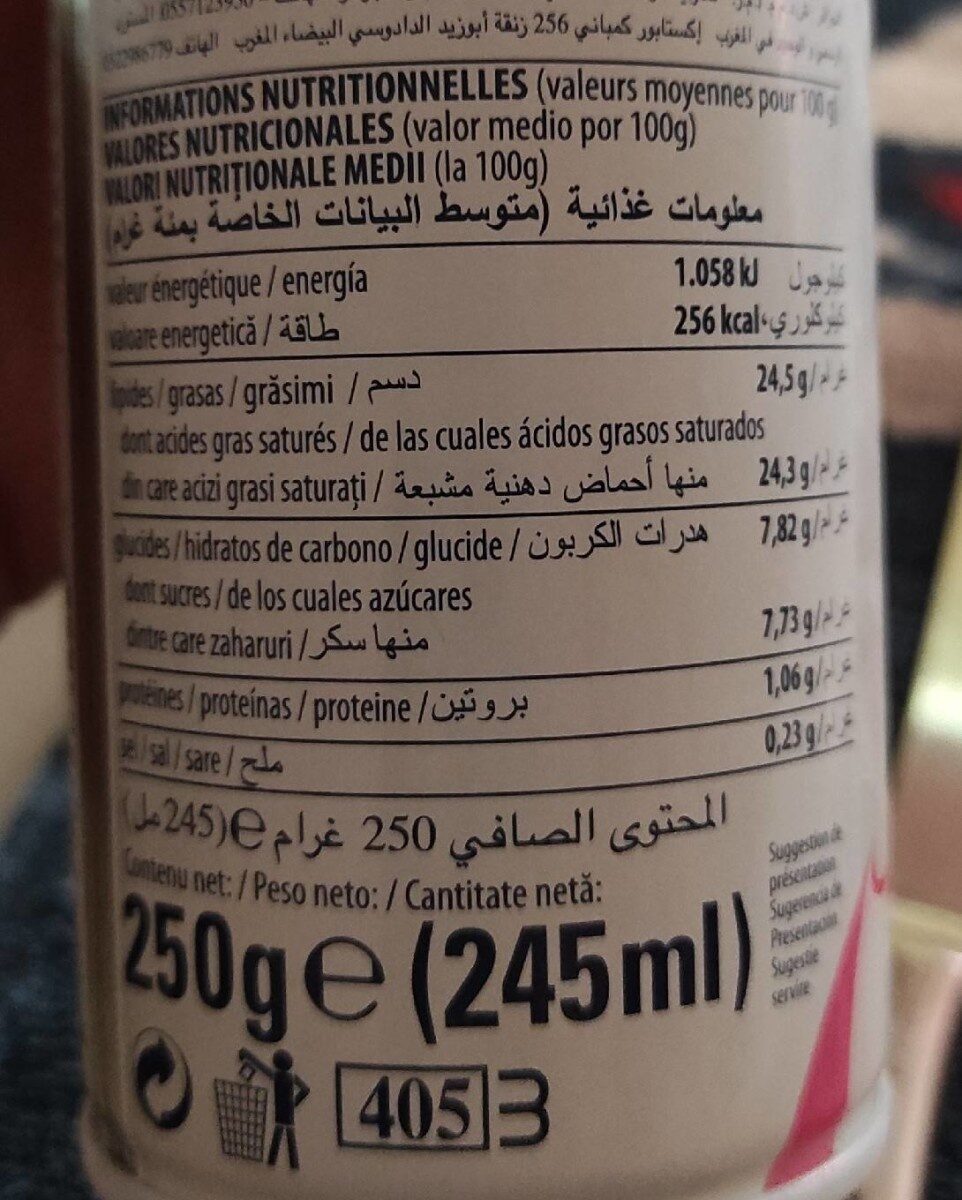 إكستابور كمباني 256 زنقة أبوزيد الدادوسي البيضاء المغرب الهاتف
INFORMATIONS NUTRITIONNELLES (valeurs moyennes pour 100g)
VALORES NUTRICIONALES (valor medio por 100g)
VALORI NUTRIȚIONALE MEDII (la 100g)
معلومات غذائية (متوسط البيانات الخاصة بمئة غرام)
valeur énergétique / energía 1.058 kJ كيلوجول
valoare energetică / طاقة 256 kcal كيلوكلوري
lipides / grasas / grăsimi / دسم 24,5 g/غرام
dont acides gras saturés / de las cuales ácidos grasos saturados
din care acizi grasi saturați / منها أحماض دهنية مشبعة 24,3 g/غرام
glucides / hidratos de carbono / glucide / هدرات الكربون 7,82 g/غرام
dont sucres / de los cuales azúcares
dintre care zaharuri / منها سكر 7,73 g/غرام
protéines / proteínas / proteine / بروتين 1,06 g/غرام
sel / sal / sare / ملح 0,23 g/غرام
المحتوى الصافي 250 غرام e (245 مل)
Contenu net: / Peso neto: / Cantitate netă:
250g e (245ml)
Suggestion de
présentation
Sugerencia de
Presentación
Sugestie
servire
405 3